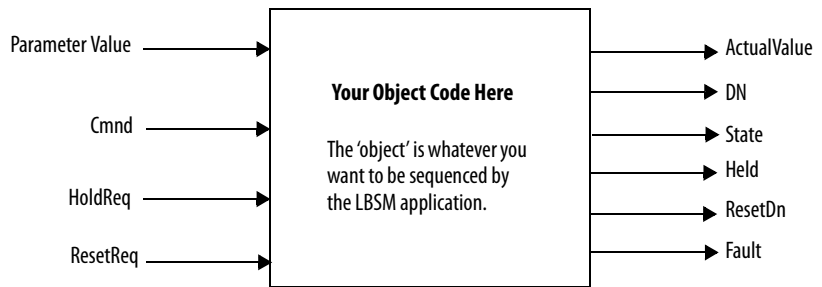 Parameter Value
Cmnd
HoldReq
ResetReq
Your Object Code Here
The ‘object’ is whatever you
want to be sequenced by
the LBSM application.
ActualValue
DN
State
Held
ResetDn
Fault